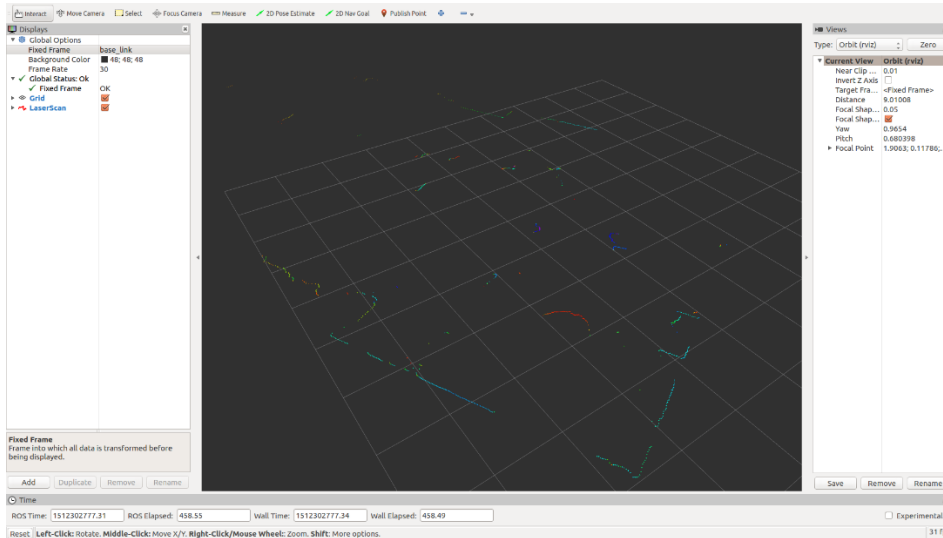 Interact Move Camera Select Focus Camera Measure 2D Pose Estimate 2D Nav Goal Publish Point
Displays
Global Options
Fixed Frame base_link
Background Color 48; 48; 48
Frame Rate 30
Global Status: Ok
Fixed Frame OK
Grid
LaserScan
Fixed Frame
Frame into which all data is transformed before
being displayed.
Add Duplicate Remove Rename
Views
Type: Orbit (rviz) Zero
Current View Orbit (rviz)
Near Clip ... 0.01
Invert Z Axis
Target Fra... <Fixed Frame>
Distance 9.01008
Focal Shap... 0.05
Focal Shap...
Yaw 0.9654
Pitch 0.680398
Focal Point 1.9063; 0.11786;...
Save Remove Rename
Time
ROS Time: 1512302777.31 ROS Elapsed: 458.55 Wall Time: 1512302777.34 Wall Elapsed: 458.49 Experimental
Reset Left-Click: Rotate. Middle-Click: Move X/Y. Right-Click/Mouse Wheel: Zoom. Shift: More options.